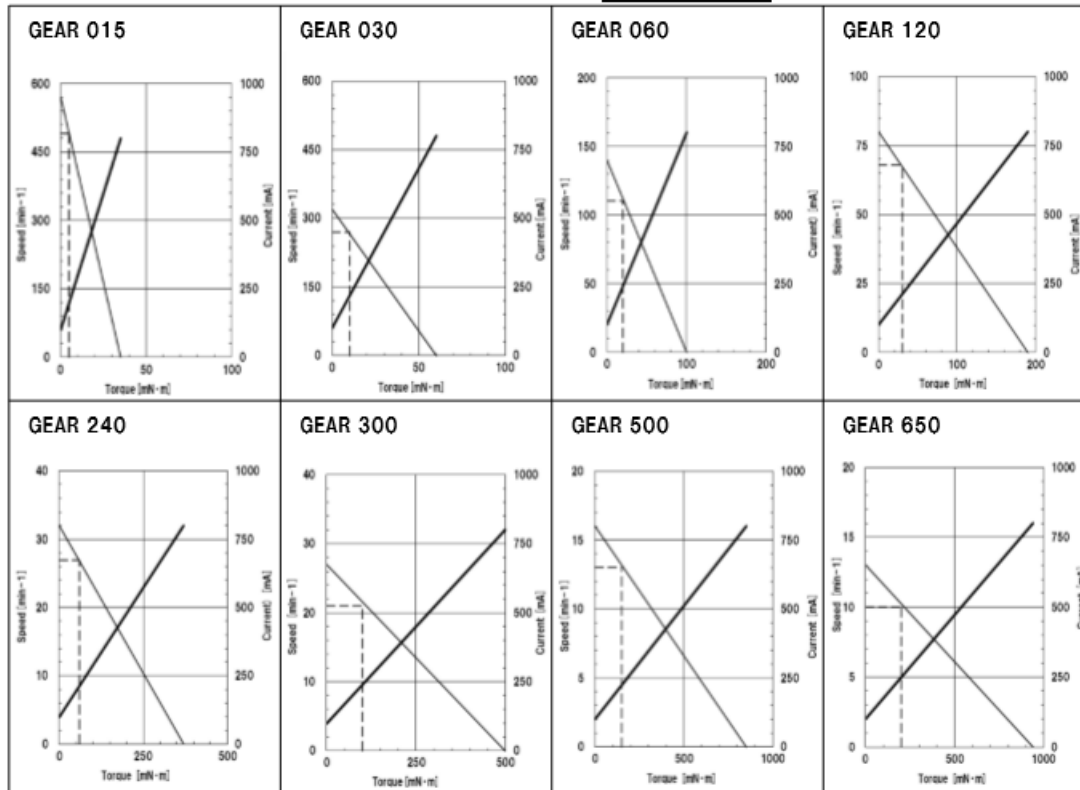 GEAR 015
600
450
300
150
0
Speed [min-1]
1000
750
500
250
0
Current [mA]
0 50 100
Torque [mN-m]
GEAR 030
600
450
300
150
0
Speed [min-1]
1000
750
500
250
0
Current [mA]
0 50 100
Torque [mN-m]
GEAR 060
200
150
100
50
0
Speed [min-1]
1000
750
500
250
0
Current) [mA]
0 100 200
Torque [mN-m]
GEAR 120
100
75
50
25
0
Speed [min-1]
1000
750
500
250
0
Current [mA]
0 100 200
Torque [mN-m]
GEAR 240
40
30
20
10
0
Speed [min-1]
1000
750
500
250
0
Current [mA]
0 250 500
Torque [mN-m]
GEAR 300
40
30
20
10
0
Speed [min-1]
1000
750
500
250
0
Current [mA]
0 250 500
Torque [mN-m]
GEAR 500
20
15
10
5
0
Speed [min-1]
1000
750
500
250
0
Current [mA]
0 500 1000
Torque [mN-m]
GEAR 650
20
15
10
5
0
Speed [min-1]
1000
750
500
250
0
0 500 1000
Torque [mN-m]